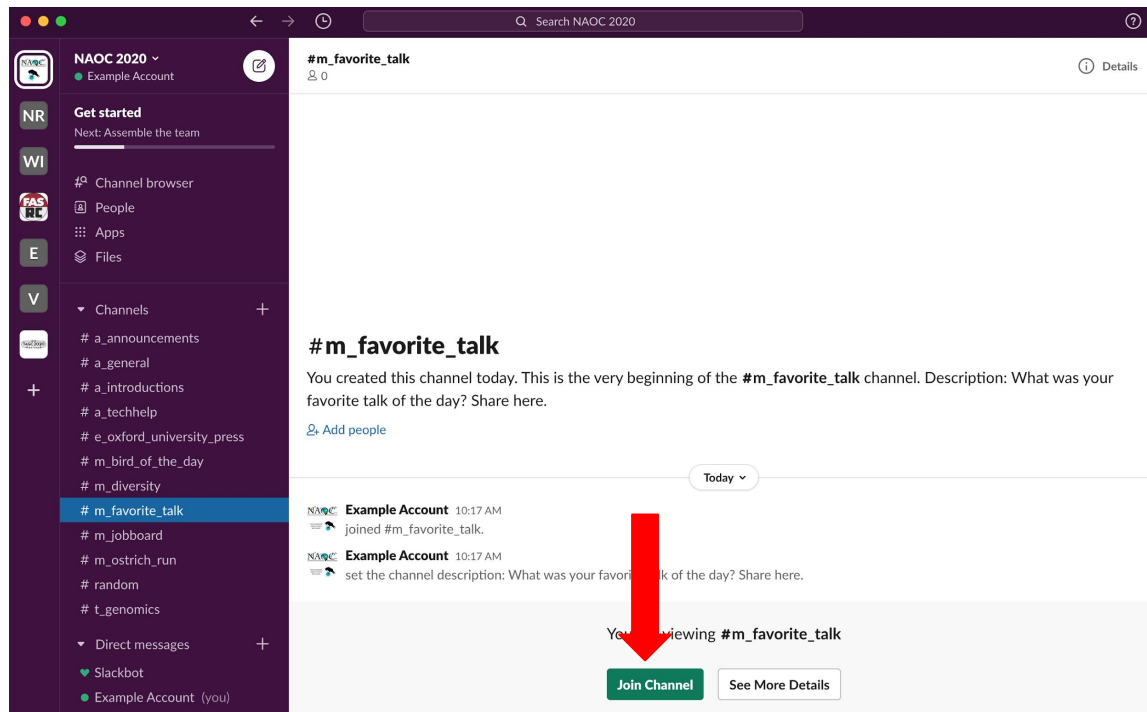 Search NAOC 2020
NAOC
NR
WI
FAS
RC
E
V
NAOC 2020
Example Account
Get started
Next: Assemble the team
Channel browser
People
Apps
Files
Channels
# a_announcements
# a_general
# a_introductions
# a_techhelp
# e_oxford_university_press
# m_bird_of_the_day
# m_diversity
# m_favorite_talk
# m_jobboard
# m_ostrich_run
# random
# t_genomics
Direct messages
Slackbot
Example Account (you)
#m_favorite_talk
0
Details
#m_favorite_talk
You created this channel today. This is the very beginning of the #m_favorite_talk channel. Description: What was your
favorite talk of the day? Share here.
Add people
Today
NAOC Example Account 10:17 AM
joined #m_favorite_talk.
NAOC Example Account 10:17 AM
set the channel description: What was your of the day? Share here.
#m_favorite_talk
Join Channel See More Details